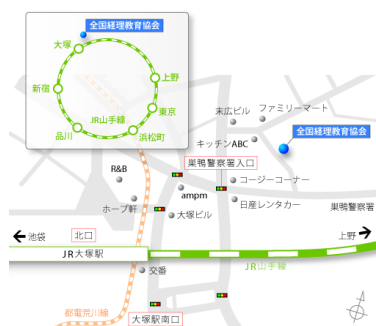 全国経理教育協会
大塚
新宿
上野
東京
JR山手線
品川
浜松町
末広ビル
ファミリーマート
キッチンABC
全国経理教育協会
巣鴨警察署入口
R&B
コージーコーナー
ampm
ホープ軒
日産レンタカー
巣鴨警察署
大塚ビル
池袋
北口
上野
JR大塚駅
JR山手線
交番
都電荒川線
大塚駅南口